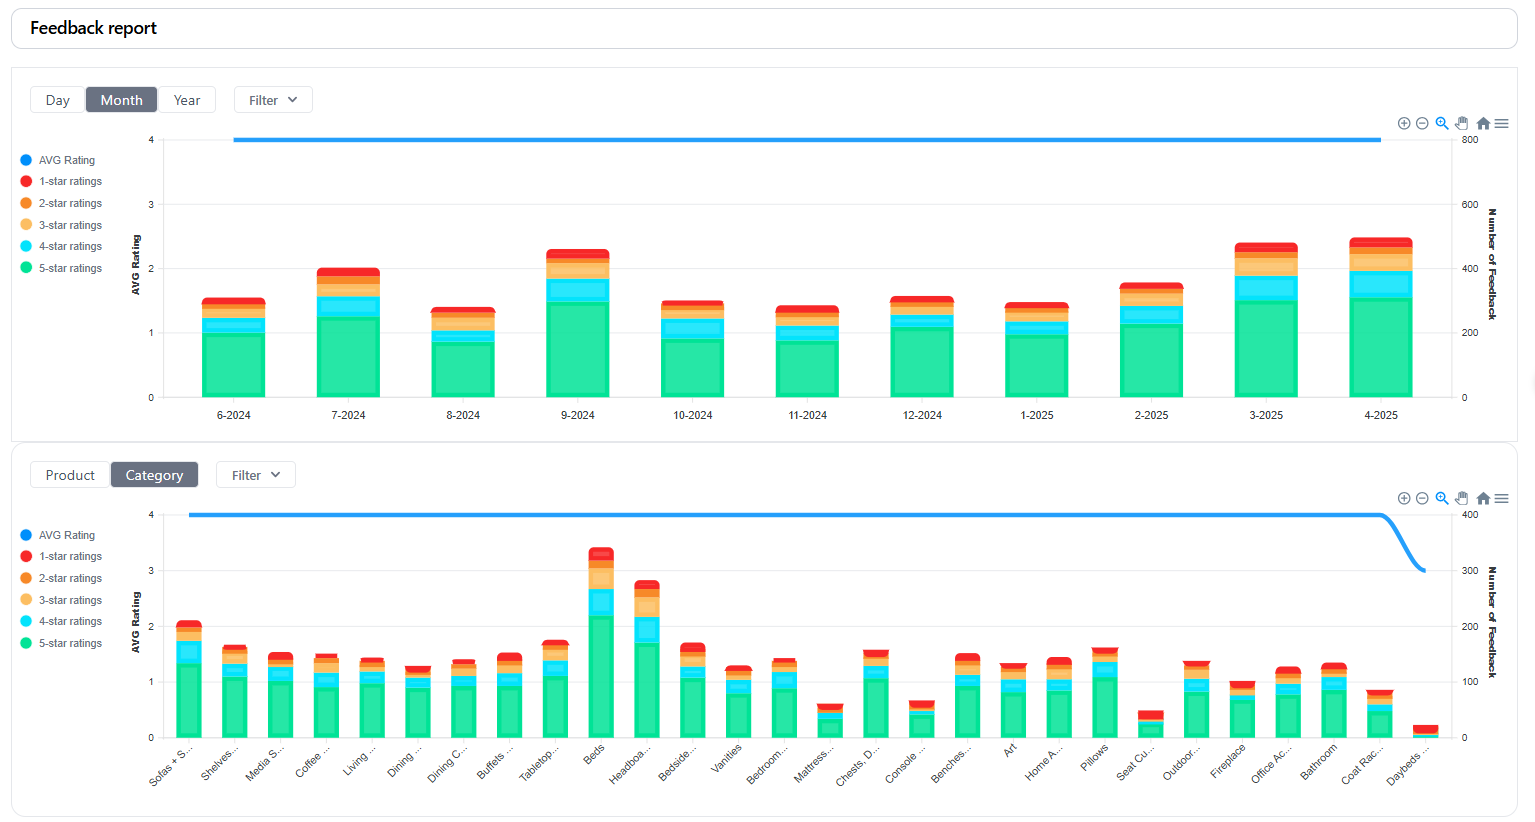 Feedback report
Day Month Year Filter
AVG Rating
1-star ratings
2-star ratings
3-star ratings
4-star ratings
5-star ratings
AVG Rating
4
3
2
1
0
800
600
400
200
0
Number of Feedback
6-2024 7-2024 8-2024 9-2024 10-2024 11-2024 12-2024 1-2025 2-2025 3-2025 4-2025
Product Category Filter
AVG Rating
1-star ratings
2-star ratings
3-star ratings
4-star ratings
5-star ratings
AVG Rating
4
3
2
1
0
400
300
200
100
0
Number of Feedback
Sofas + S...
Shelves...
Media S...
Coffee ...
Living ...
Dining ...
Dining C...
Buffets ...
Tabletop...
Beds
Headboa...
Bedside...
Vanities
Bedroom...
Mattress...
Chests, D...
Console ...
Benches...
Art
Home A...
Pillows
Seat Cu...
Outdoor...
Fireplace
Office Ac...
Bathroom
Coat Rac...
Daybeds ...